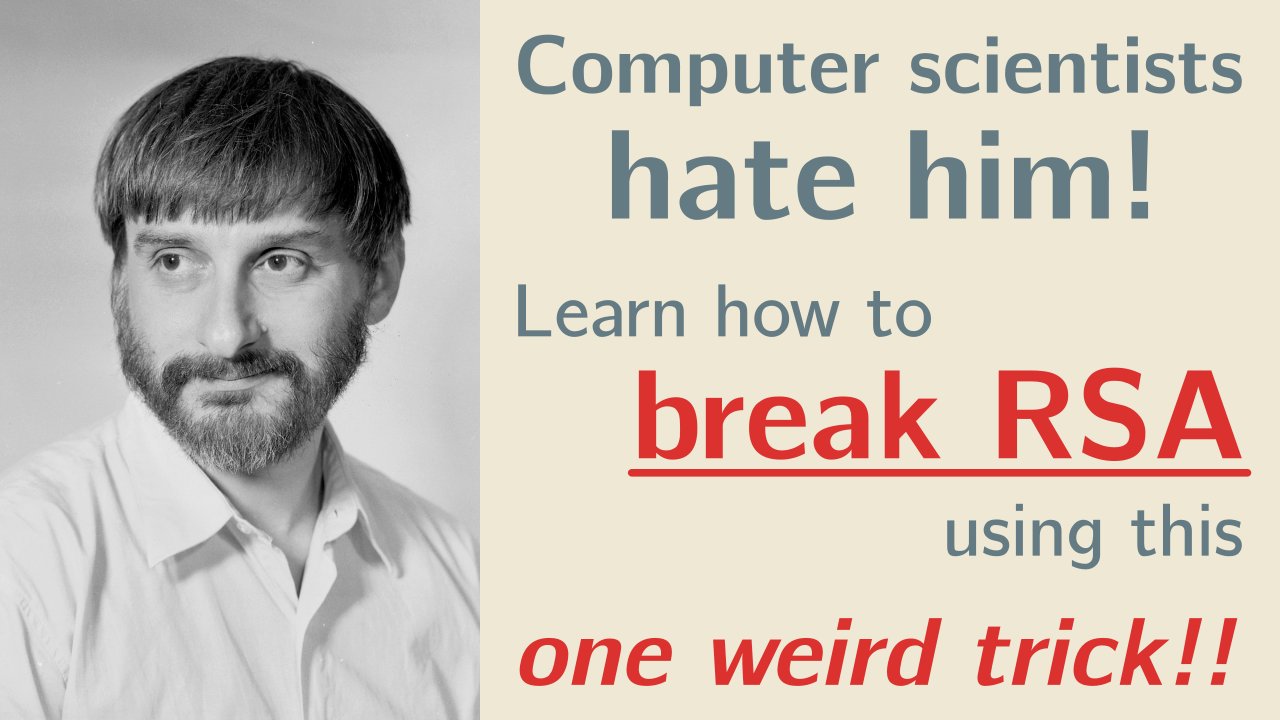 Computer scientists
hate him!
Learn how to
break RSA
using this
one weird trick!!